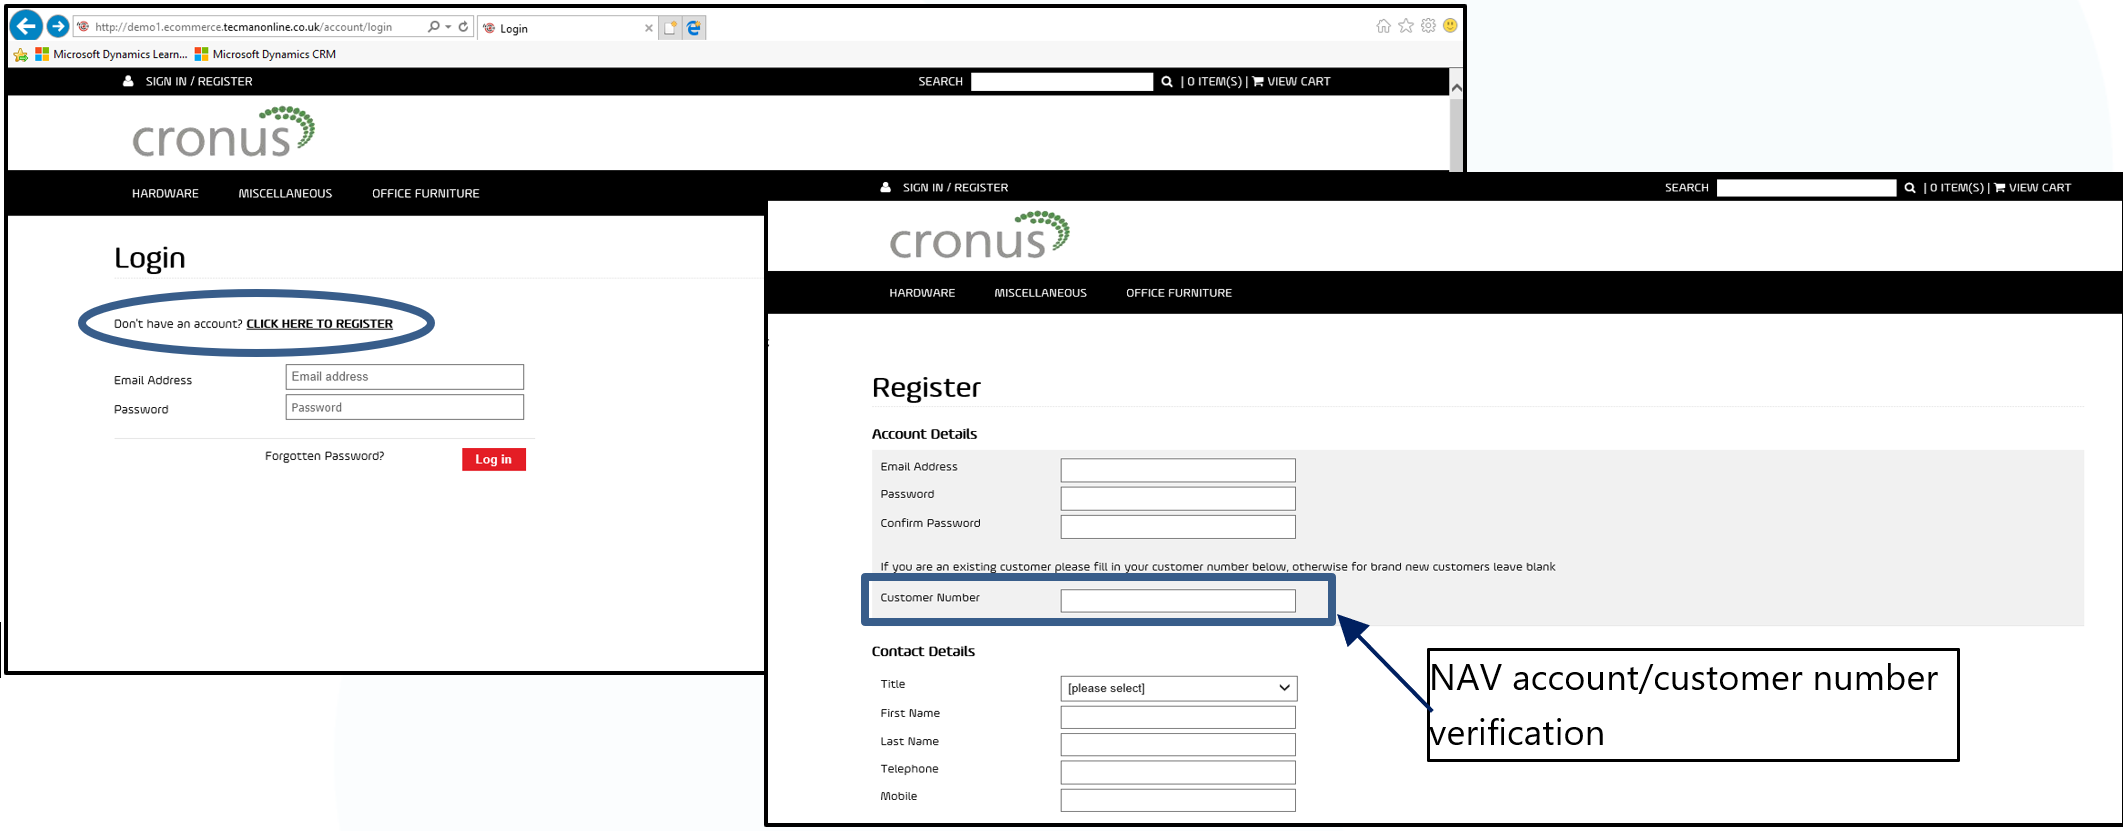 http://demo1.ecommerce.tecmanonline.co.uk/account/login
Login
Microsoft Dynamics Learn...
Microsoft Dynamics CRM
SIGN IN / REGISTER
SEARCH
| 0 ITEM(S) | VIEW CART
cronus
HARDWARE
MISCELLANEOUS
OFFICE FURNITURE
Login
Don't have an account? CLICK HERE TO REGISTER
Email Address
Email address
Password
Password
Forgotten Password?
Log in
SIGN IN / REGISTER
SEARCH
| 0 ITEM(S) | VIEW CART
cronus
HARDWARE
MISCELLANEOUS
OFFICE FURNITURE
Register
Account Details
Email Address
Password
Confirm Password
If you are an existing customer please fill in your customer number below, otherwise for brand new customers leave blank
Customer Number
Contact Details
Title
[please select]
First Name
Last Name
Telephone
Mobile
NAV account/customer number
verification